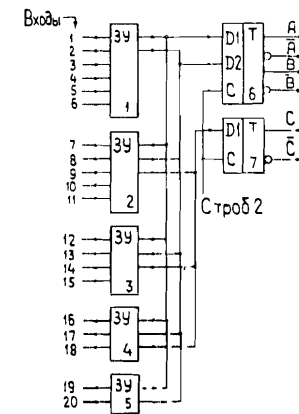 Входы
1 ЗУ D1 T A
2 A
3 D2 B
4 C 6 B
5
6 1 D1 T C
7 ЗУ C 7 C
8
9
10 Строб 2
11 2
12 ЗУ
13
14
15 3
16 ЗУ
17
18 4
19 ЗУ
20 5